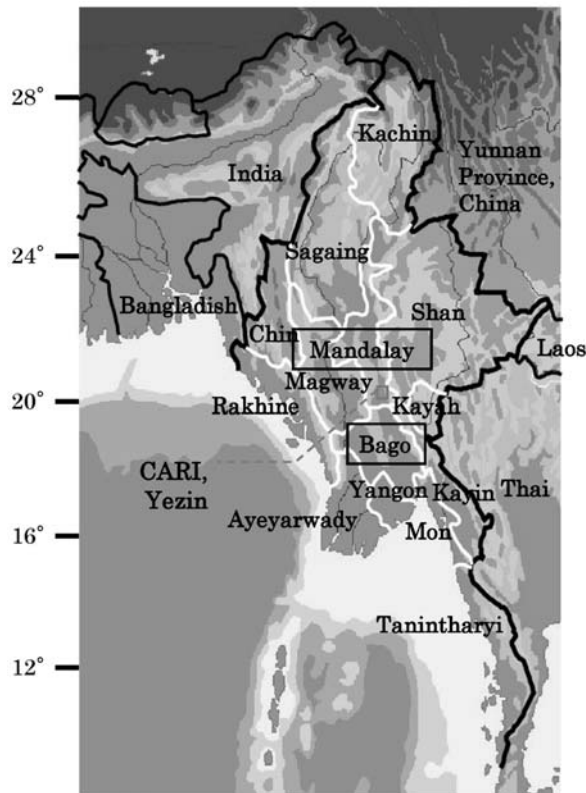 28°
Kachin
Yunnan
Province,
China
India
24°
Sagaing
Bangladish
Shan
Chin
Mandalay
Laos
Magway
20°
Rakhine
Kayah
Bago
CARI,
Yezin
Yangon
Kayin
Thai
Ayeyarwady
16°
Mon
Tanintharyi
12°